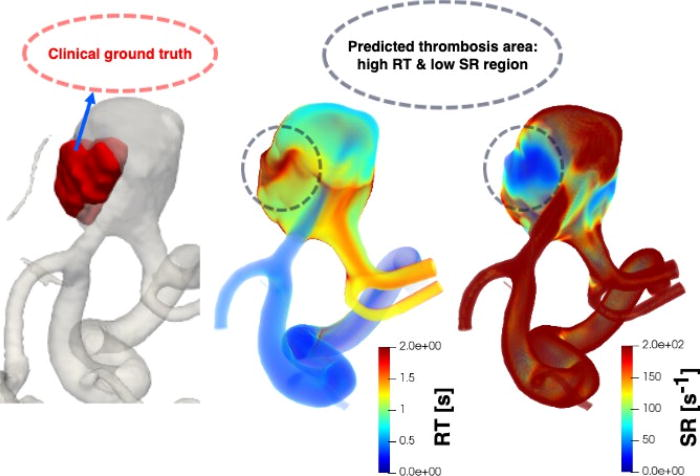 Clinical ground truth
Predicted thrombosis area:
high RT & low SR region
2.0e+00
1.5
1
0.5
0.0e+00
RT [s]
2.0e+02
150
100
50
0.0e+00
SR [s-1]